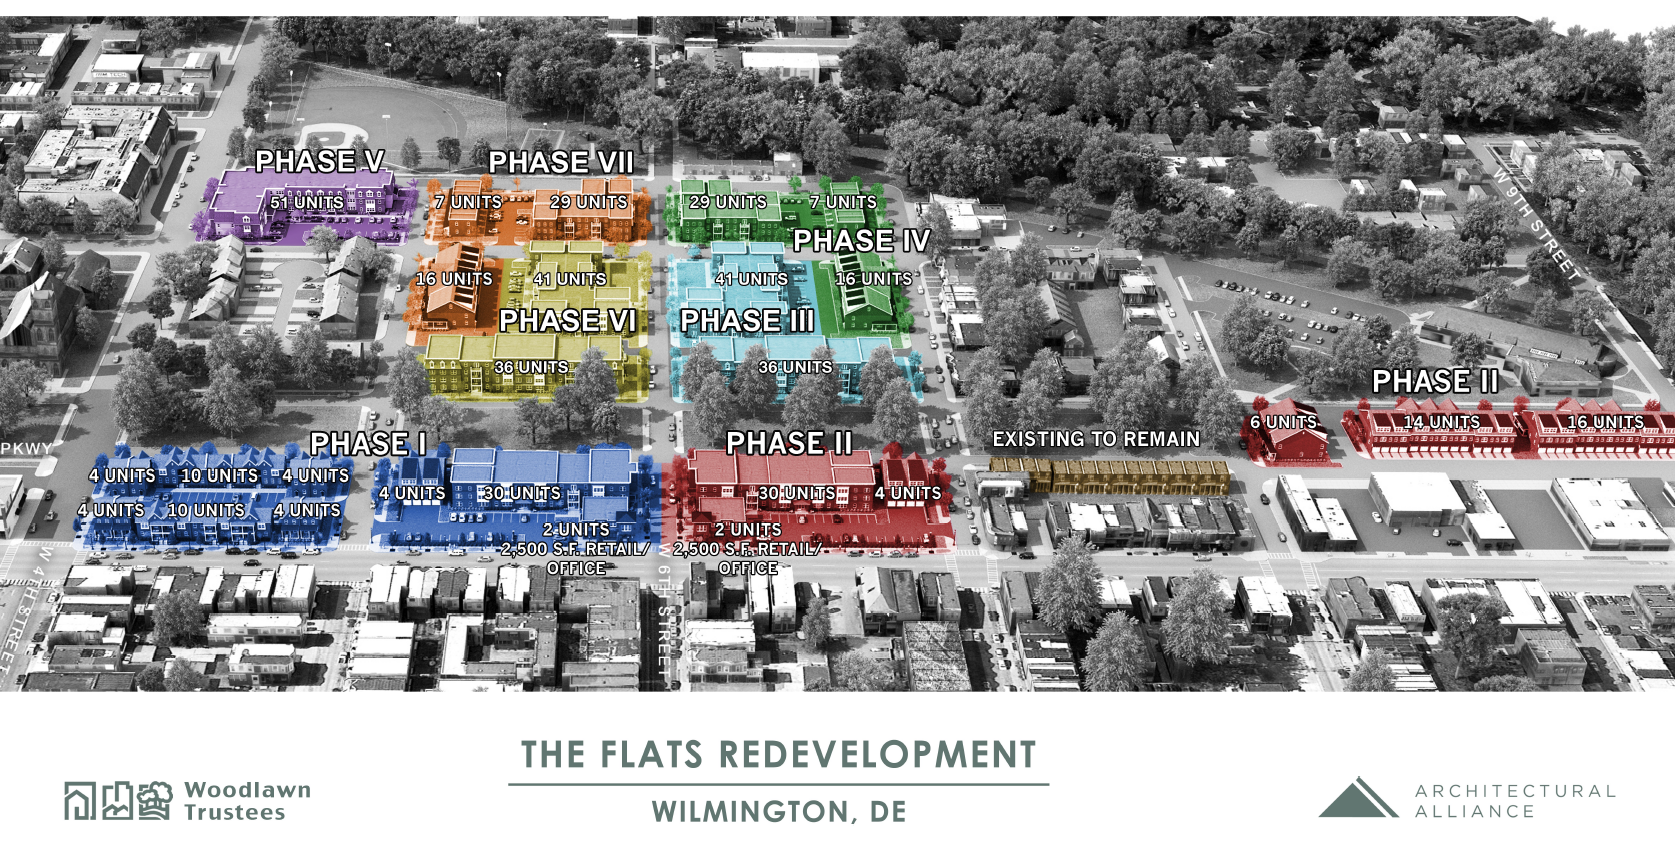 PHASE V
PHASE VII
51 UNITS
7 UNITS
29 UNITS
29 UNITS
7 UNITS
W 9TH STREET
PHASE IV
16 UNITS
41 UNITS
41 UNITS
16 UNITS
PHASE VI
PHASE III
36 UNITS
36 UNITS
PHASE II
6 UNITS
14 UNITS
16 UNITS
PKWY
PHASE I
PHASE II
EXISTING TO REMAIN
4 UNITS
10 UNITS
4 UNITS
4 UNITS
30 UNITS
30 UNITS
4 UNITS
4 UNITS
10 UNITS
4 UNITS
2 UNITS
2,500 S.F. RETAIL/
OFFICE
2 UNITS
2,500 S.F. RETAIL/
OFFICE
W 4TH STREET
W 6TH STREET
THE FLATS REDEVELOPMENT
WILMINGTON, DE
Woodlawn
Trustees
ARCHITECTURAL
ALLIANCE